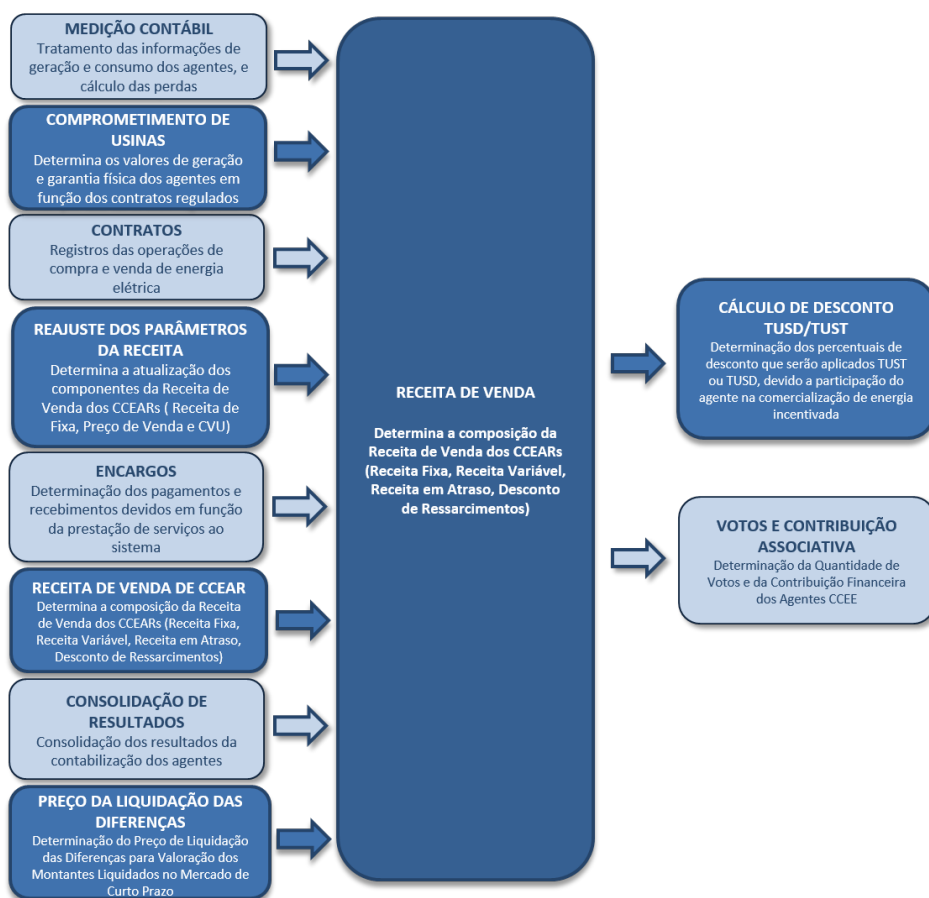 MEDIÇÃO CONTÁBIL
Tratamento das informações de
geração e consumo dos agentes, e
cálculo das perdas
COMPROMETIMENTO DE
USINAS
Determina os valores de geração
e garantia física dos agentes em
função dos contratos regulados
CONTRATOS
Registros das operações de
compra e venda de energia
elétrica
REAJUSTE DOS PARÂMETROS
DA RECEITA
Determina a atualização dos
componentes da Receita de
Venda dos CCEARs ( Receita de
Fixa, Preço de Venda e CVU)
ENCARGOS
Determinação dos pagamentos e
recebimentos devidos em função
da prestação de serviços ao
sistema
RECEITA DE VENDA DE CCEAR
Determina a composição da Receita
de Venda dos CCEARs (Receita Fixa,
Receita Variável, Receita em Atraso,
Desconto de Ressarcimentos)
CONSOLIDAÇÃO DE
RESULTADOS
Consolidação dos resultados da
contabilização dos agentes
PREÇO DA LIQUIDAÇÃO DAS
DIFERENÇAS
Determinação do Preço de Liquidação
das Diferenças para Valoração dos
Montantes Liquidados no Mercado de
Curto Prazo
RECEITA DE VENDA
Determina a composição da
Receita de Venda dos CCEARs
(Receita Fixa, Receita Variável,
Receita em Atraso, Desconto
de Ressarcimentos)
CÁLCULO DE DESCONTO
TUSD/TUST
Determinação dos percentuais de
desconto que serão aplicados TUST
ou TUSD, devido a participação do
agente na comercialização de energia
incentivada
VOTOS E CONTRIBUIÇÃO
ASSOCIATIVA
Determinação da Quantidade de
Votos e da Contribuição Financeira
dos Agentes CCEE